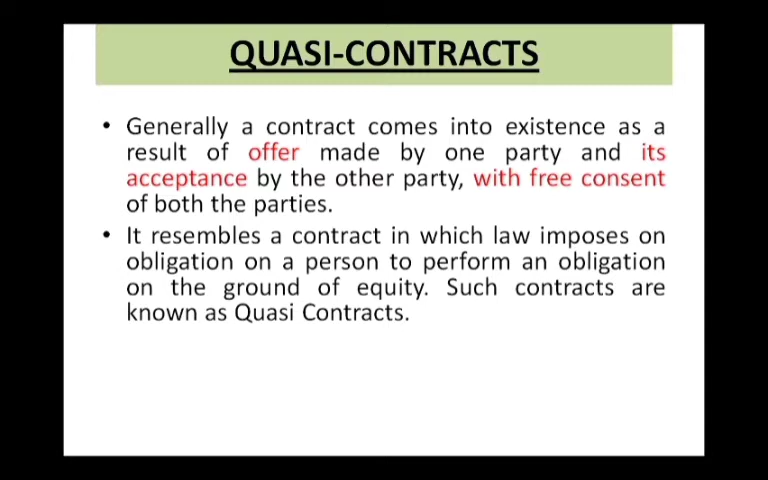 QUASI-CONTRACTS
• Generally a contract comes into existence as a
result of offer made by one party and its
acceptance by the other party, with free consent
of both the parties.
• It resembles a contract in which law imposes on
obligation on a person to perform an obligation
on the ground of equity. Such contracts are
known as Quasi Contracts.